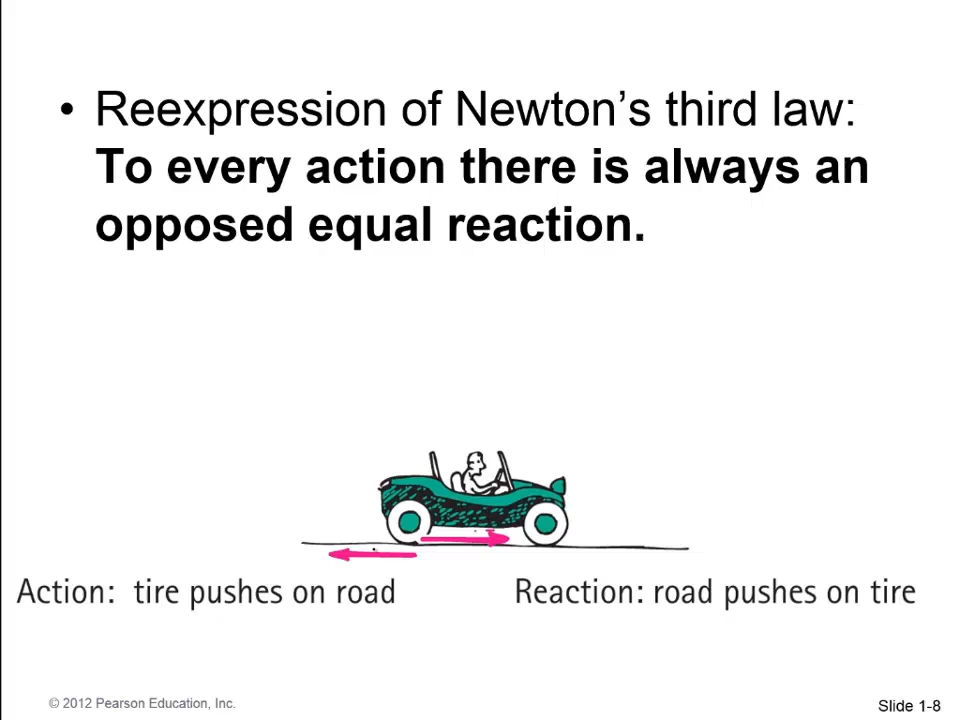 • Reexpression of Newton’s third law:
To every action there is always an
opposed equal reaction.
Action: tire pushes on road
Reaction: road pushes on tire
© 2012 Pearson Education, Inc.
Slide 1-8